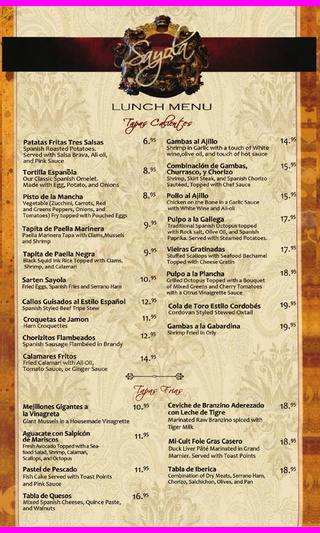 Sayda
LUNCH MENU
Tapas Calientes
Patatas Fritas Tres Salsas 6.95
Spanish Roasted Potatoes.
Served with Salsa Brava, Ali-oli,
and Pink Sauce
Tortilla Española 8.95
Our Classic Spanish Omelet.
Made with Egg, Potato, and Onions
Pisto de la Mancha 8.95
Vegetable (Zucchini, Carrots, Red
and Greens Peppers, Onions, and
Tomatoes) Fry topped with Pouched Eggs
Tapita de Paella Marinera 9.95
Paella Marinera Tapa with Clams, Mussels
and Shrimp
Tapita de Paella Negra 9.95
Black Squid Ink Rice Topped with Clams,
Shrimp, and Calamari
Sarten Sayola 10.95
Fried Eggs, Spanish Fries and Serrano Ham
Callos Guisados al Estilo Español 12.95
Spanish Styled Beef Tripe Stew
Croquetas de Jamon 11.95
Ham Croquettes
Chorizitos Flambeados 12.95
Spanish Sausage Flambéed in Brandy
Calamares Fritos 14.95
Fried Calamari with Ali-Oli,
Tomato Sauce, or Ginger Sauce
Gambas al Ajillo 14.95
Shrimp in Garlic with a touch of White
wine, olive oil, and touch of hot sauce
Combinación de Gambas, 15.95
Churrasco, y Chorizo
Shrimp, Skirt Steak, and Spanish Chorizo
Sauteed, Topped with Chef Sauce
Pollo al Ajillo 15.95
Chicken on the Bone in a Garlic Sauce
with White Wine and Ali-oli
Pulpo a la Gallega 17.95
Traditional Spanish Octopus topped
with Rock salt, Olive Oil, and Spanish
Paprika. Served with Steamed Potatoes.
Vieiras Gratinadas 17.95
Stuffed Scallops with Seafood Bechamel
Topped with Cheese Gratin
Pulpo a la Plancha 18.95
Grilled Octopus Topped with a Bouquet
of Mixed Greens and Cherry Tomatoes
with a Citrus Vinaigrette Sauce.
Cola de Toro Estilo Cordobés 19.95
Cordovan Styled Stewed Oxtail
Gambas a la Gabardina 19.95
Shrimp Fried in Orly
Tapas Frias
Mejillones Gigantes a 10.95
la Vinagreta
Giant Mussels in a Housemade Vinagrette
Aguacate con Salpicón 11.95
de Mariscos
Fresh Avocado Topped with a Sea-
food Salad, Shrimp, Calamari,
Scallops, and Octopus
Pastel de Pescado 11.95
Fish Cake Served with Toast Points
and Pink Sauce
Tabla de Quesos 16.95
Mixed Spanish Cheeses, Quince Paste,
and Walnuts
Ceviche de Branzino Aderezado 18.95
con Leche de Tigre
Marinated Raw Branzino spiced with
Tiger Milk.
Mi-Cuit Foie Gras Casero 18.95
Duck Liver Pâté Marinated in Grand
Marnier. Served with Toast Points
Tabla de Iberica 18.95
Combination of Dry Meats, Serrano Ham,
Chorizo, Salchichon, Olives, and Pan